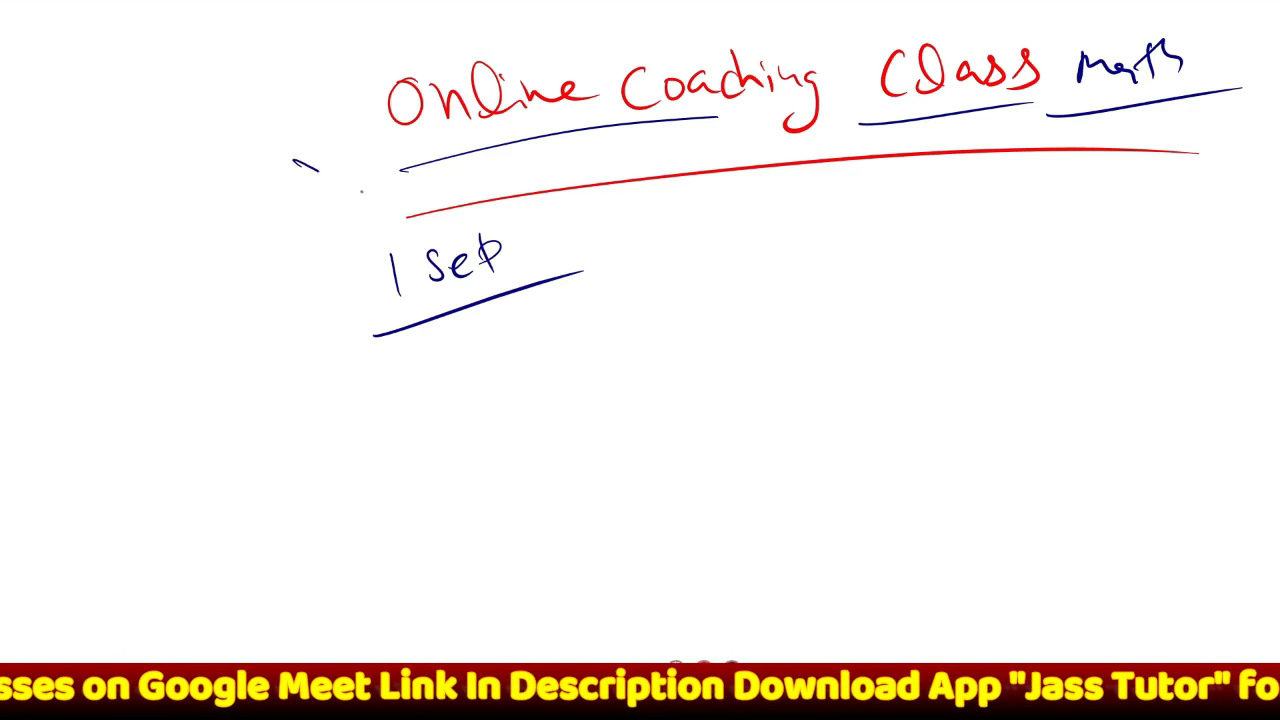 Online Coaching Class Math
1 Sep
sses on Google Meet Link In Description Download App "Jass Tutor" fo